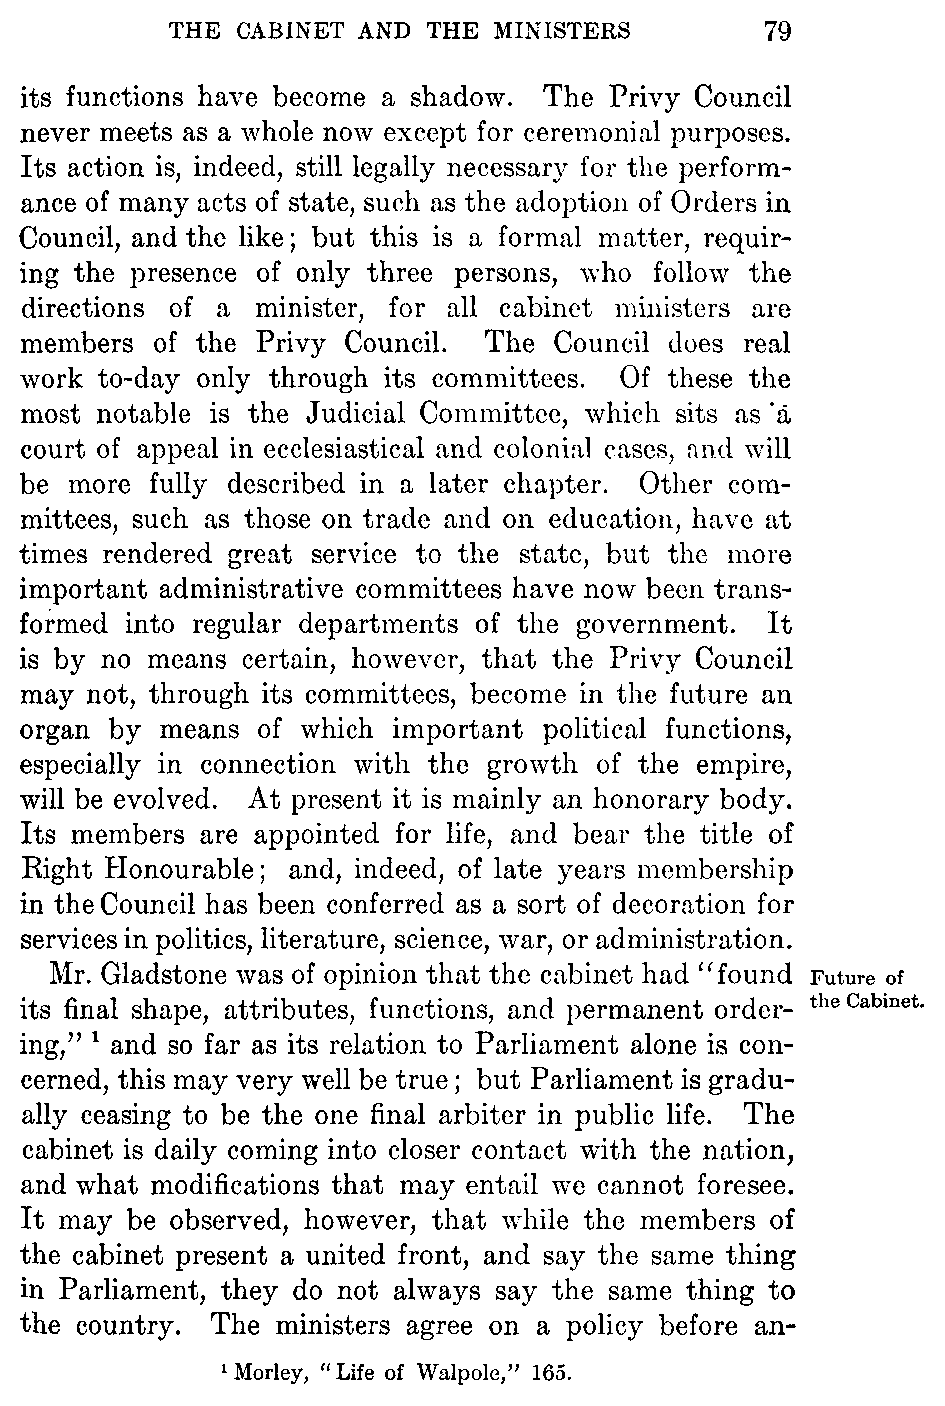 THE CABINET AND THE MINISTERS 79
its functions have become a shadow. The Privy Council
never meets as a whole now except for ceremonial purposes.
Its action is, indeed, still legally necessary for the perform-
ance of many acts of state, such as the adoption of Orders in
Council, and the like; but this is a formal matter, requir-
ing the presence of only three persons, who follow the
directions of a minister, for all cabinet ministers are
members of the Privy Council. The Council does real
work to-day only through its committees. Of these the
most notable is the Judicial Committee, which sits as a
court of appeal in ecclesiastical and colonial cases, and will
be more fully described in a later chapter. Other com-
mittees, such as those on trade and on education, have at
times rendered great service to the state, but the more
important administrative committees have now been trans-
formed into regular departments of the government. It
is by no means certain, however, that the Privy Council
may not, through its committees, become in the future an
organ by means of which important political functions,
especially in connection with the growth of the empire,
will be evolved. At present it is mainly an honorary body.
Its members are appointed for life, and bear the title of
Right Honourable; and, indeed, of late years membership
in the Council has been conferred as a sort of decoration for
services in politics, literature, science, war, or administration.
Mr. Gladstone was of opinion that the cabinet had "found
its final shape, attributes, functions, and permanent order-
ing," ¹ and so far as its relation to Parliament alone is con-
cerned, this may very well be true; but Parliament is gradu-
ally ceasing to be the one final arbiter in public life. The
cabinet is daily coming into closer contact with the nation,
and what modifications that may entail we cannot foresee.
It may be observed, however, that while the members of
the cabinet present a united front, and say the same thing
in Parliament, they do not always say the same thing to
the country. The ministers agree on a policy before an-
Future of
the Cabinet.
¹ Morley, "Life of Walpole," 165.